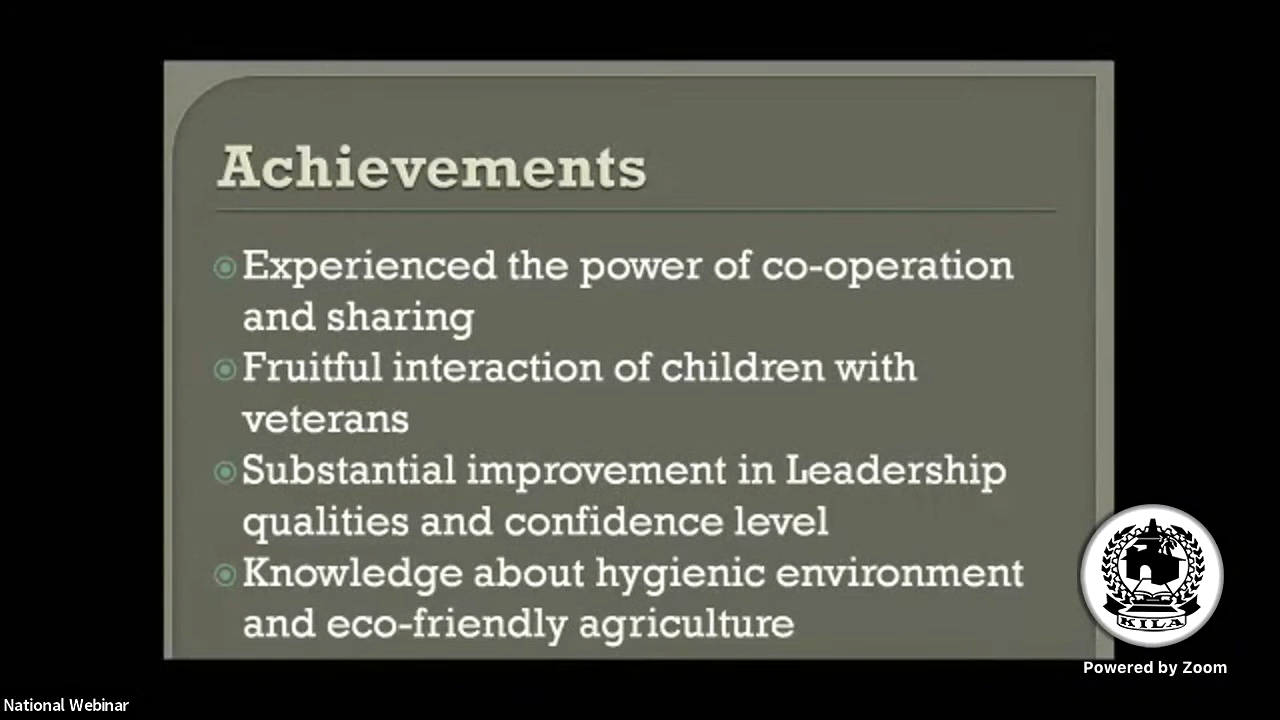 Achievements
Experienced the power of co-operation
and sharing
Fruitful interaction of children with
veterans
Substantial improvement in Leadership
qualities and confidence level
Knowledge about hygienic environment
and eco-friendly agriculture
KILA
Powered by Zoom
National Webinar